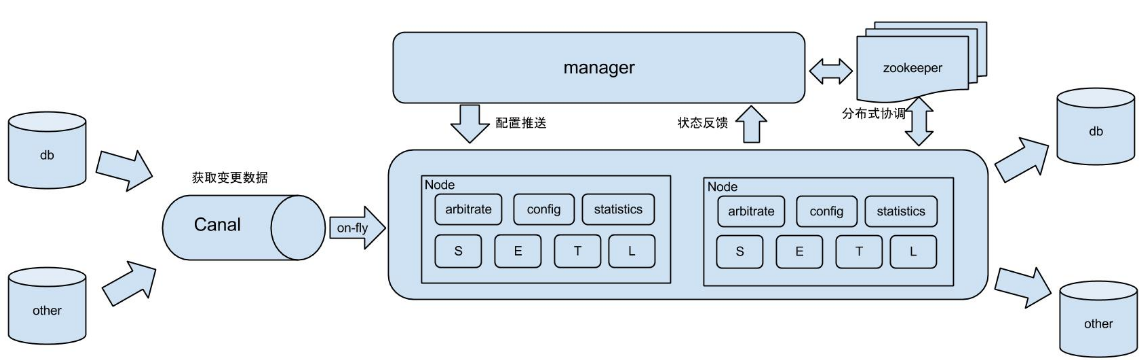 manager
zookeeper
配置推送
状态反馈
分布式协调
db
获取变更数据
Canal
on-fly
other
Node
arbitrate
config
statistics
S
E
T
L
Node
arbitrate
config
statistics
S
E
T
L
db
other